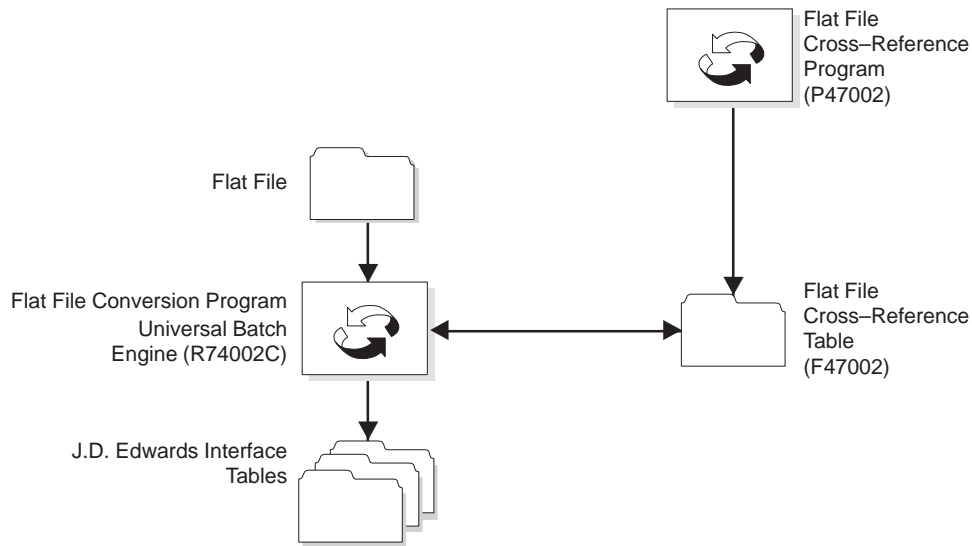 Flat File
Cross–Reference
Program
(P47002)
Flat File
Flat File Conversion Program
Universal Batch
Engine (R74002C)
Flat File
Cross–Reference
Table
(F47002)
J.D. Edwards Interface
Tables